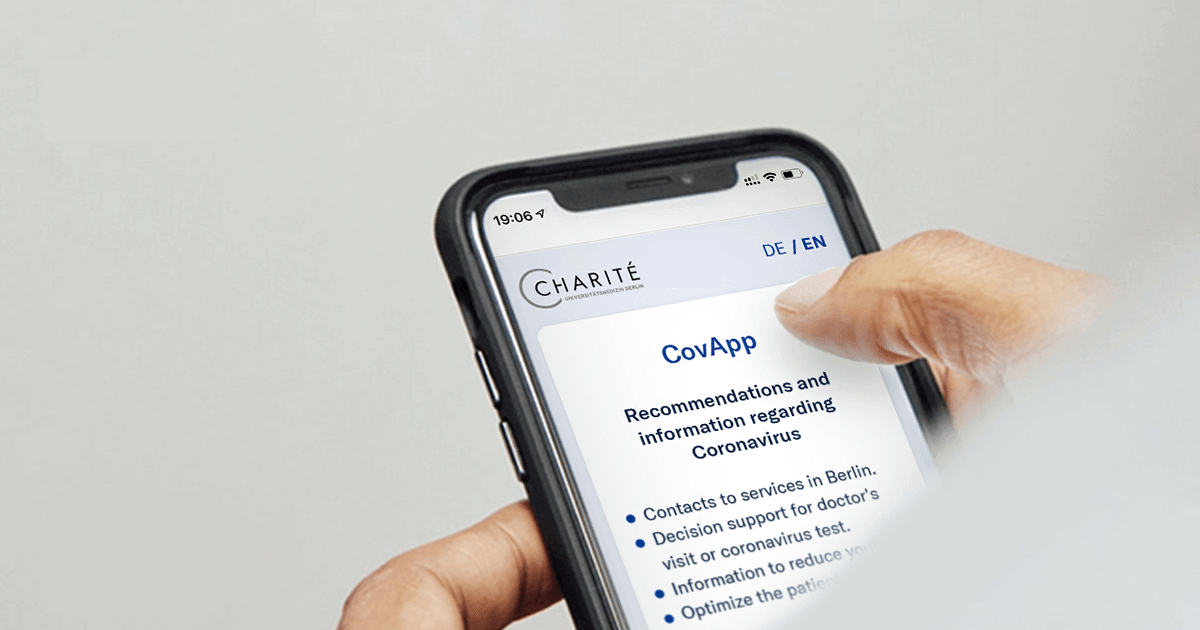 19:06
DE / EN
CHARITÉ
UNIVERSITÄTSMEDIZIN BERLIN
CovApp
Recommendations and
information regarding
Coronavirus
Contacts to services in Berlin.
Decision support for doctor's
visit or coronavirus test.
Information to reduce
Optimize the